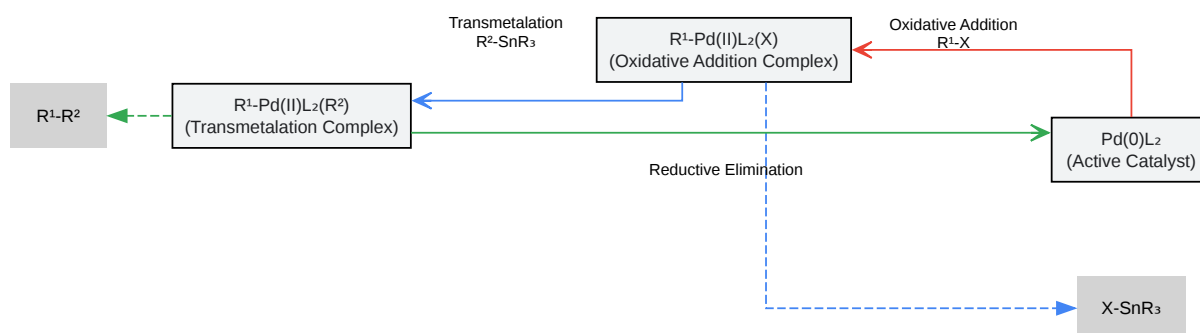 Transmetalation
R²-SnR₃
R¹-Pd(II)L₂(X)
(Oxidative Addition Complex)
Oxidative Addition
R¹-X
R¹-R²
R¹-Pd(II)L₂(R²)
(Transmetalation Complex)
Pd(0)L₂
(Active Catalyst)
Reductive Elimination
X-SnR₃